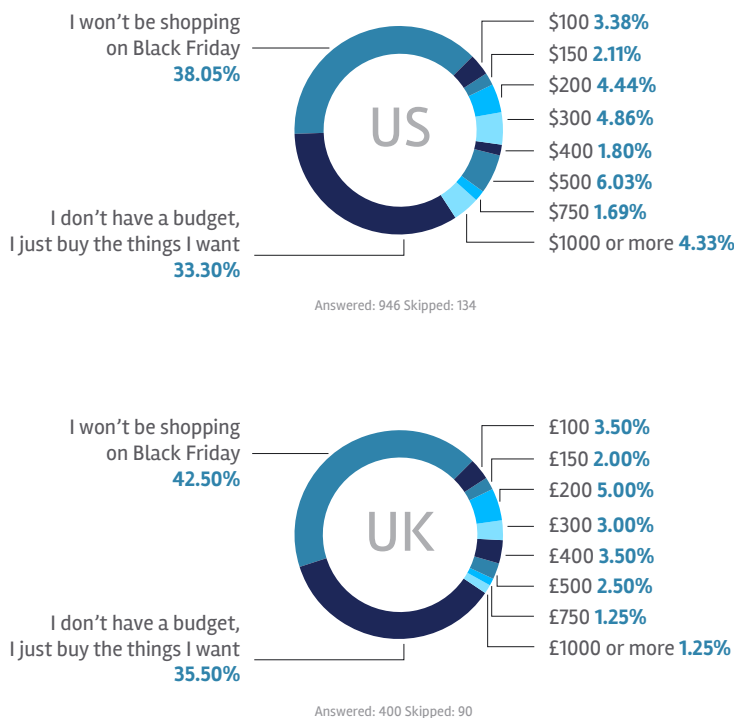 I won’t be shopping
on Black Friday
38.05%
I don’t have a budget,
I just buy the things I want
33.30%
US
$100 3.38%
$150 2.11%
$200 4.44%
$300 4.86%
$400 1.80%
$500 6.03%
$750 1.69%
$1000 or more 4.33%
Answered: 946 Skipped: 134
I won’t be shopping
on Black Friday
42.50%
I don’t have a budget,
I just buy the things I want
35.50%
UK
£100 3.50%
£150 2.00%
£200 5.00%
£300 3.00%
£400 3.50%
£500 2.50%
£750 1.25%
£1000 or more 1.25%
Answered: 400 Skipped: 90